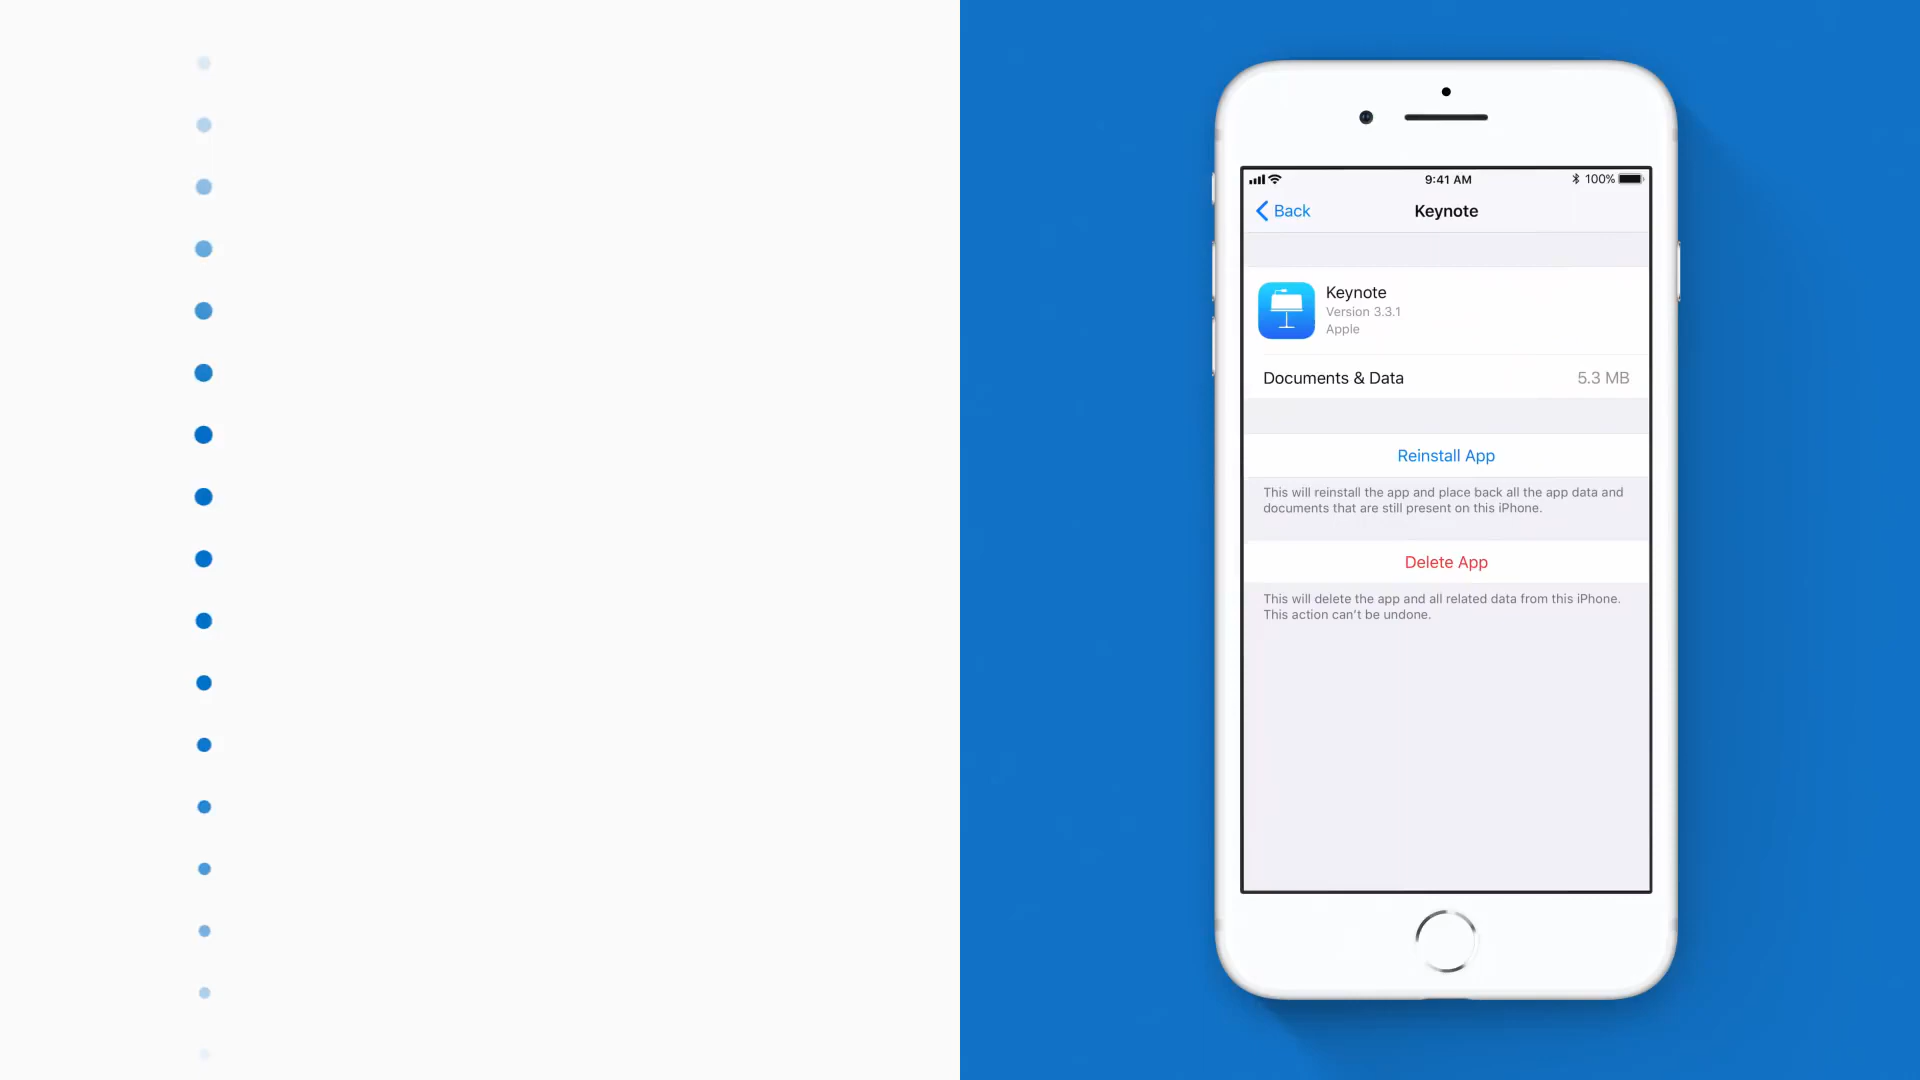 9:41 AM
100%
Back
Keynote
Keynote
Version 3.3.1
Apple
Documents & Data
5.3 MB
Reinstall App
This will reinstall the app and place back all the app data and
documents that are still present on this iPhone.
Delete App
This will delete the app and all related data from this iPhone.
This action can't be undone.